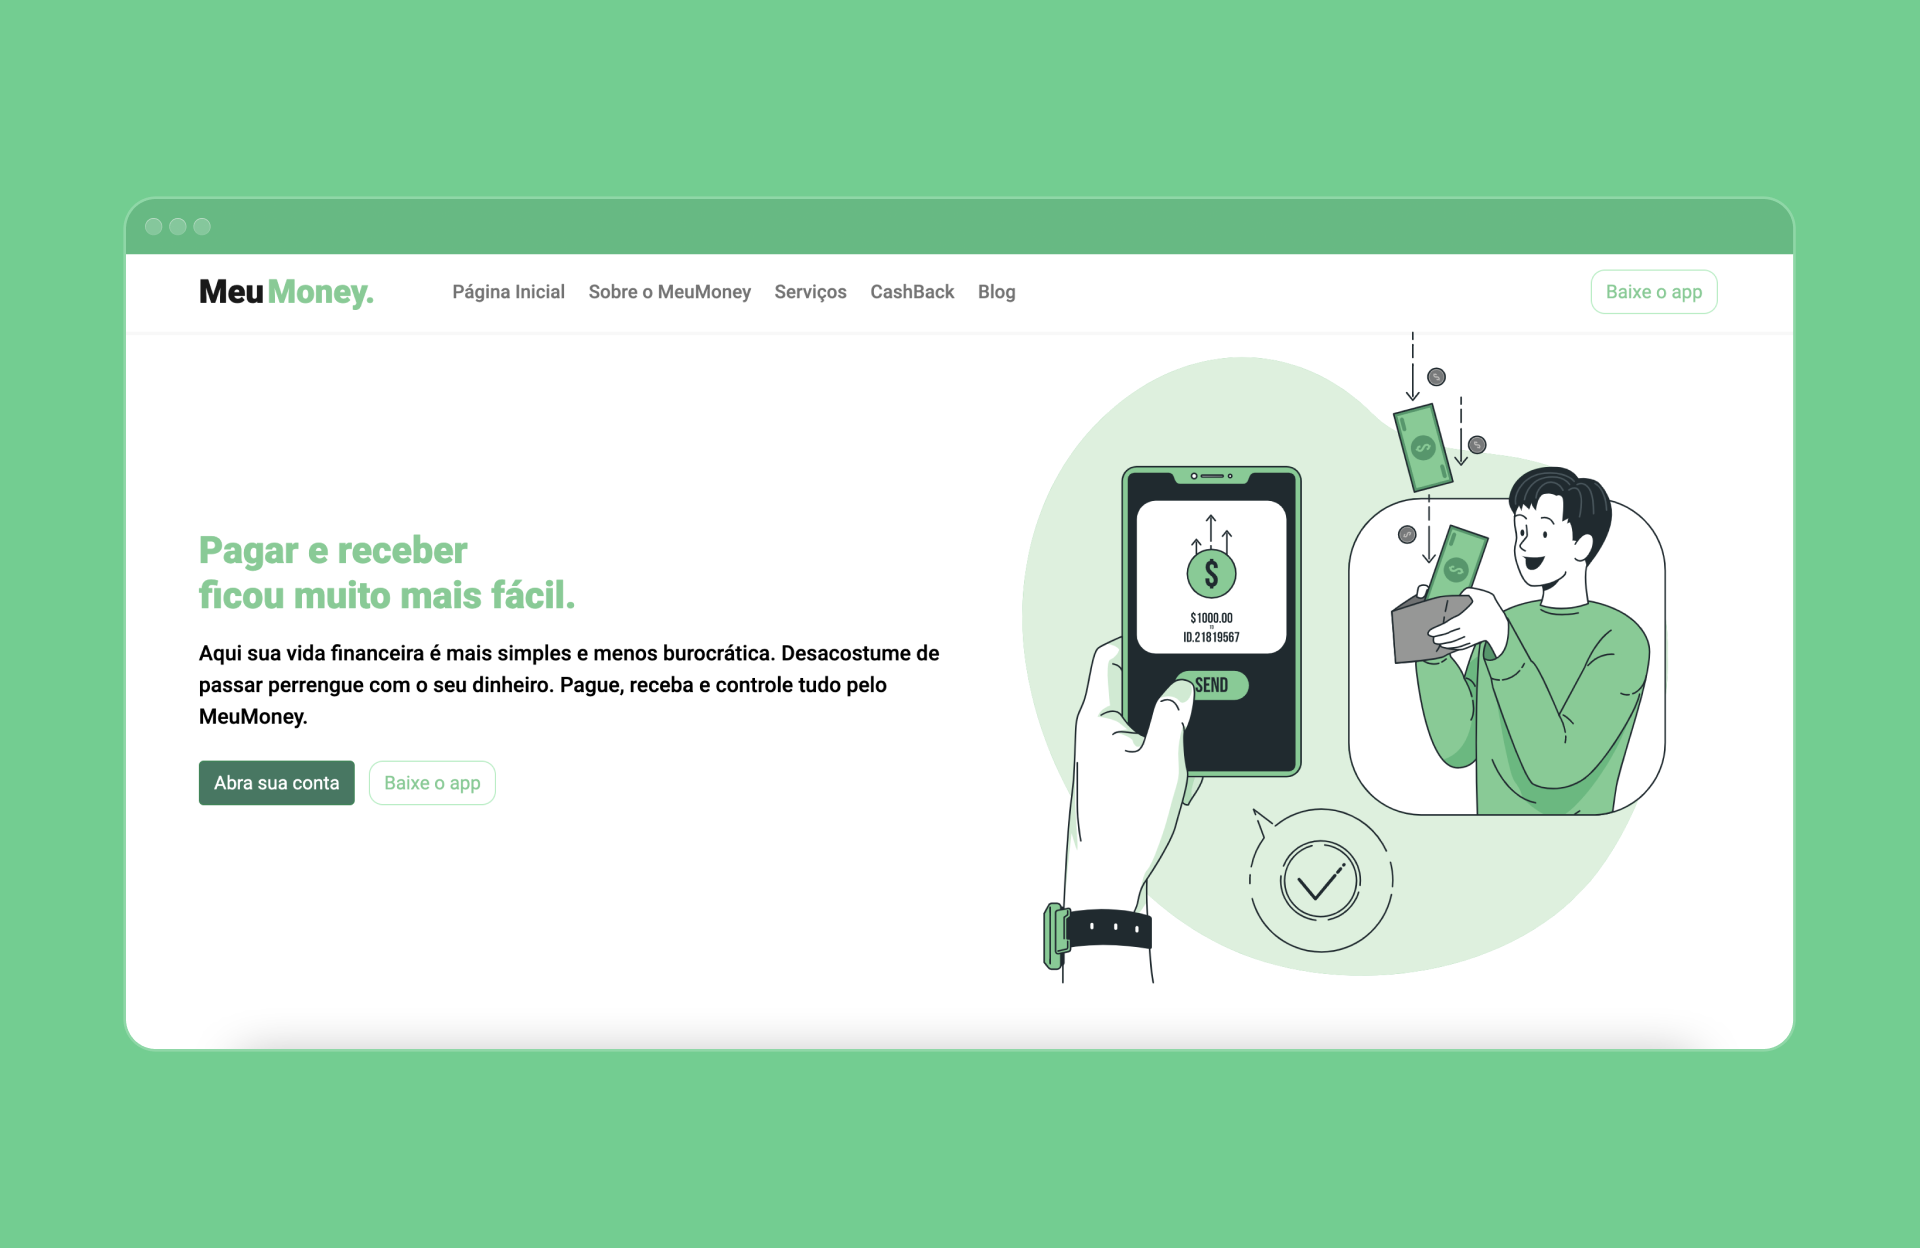 MeuMoney.
Página Inicial Sobre o MeuMoney Serviços CashBack Blog
Baixe o app
Pagar e receber
ficou muito mais fácil.
Aqui sua vida financeira é mais simples e menos burocrática. Desacostume de
passar perrengue com o seu dinheiro. Pague, receba e controle tudo pelo
MeuMoney.
Abra sua conta
Baixe o app
$
$1000.00
TO
ID.21819567
SEND
$
$
$
$
$